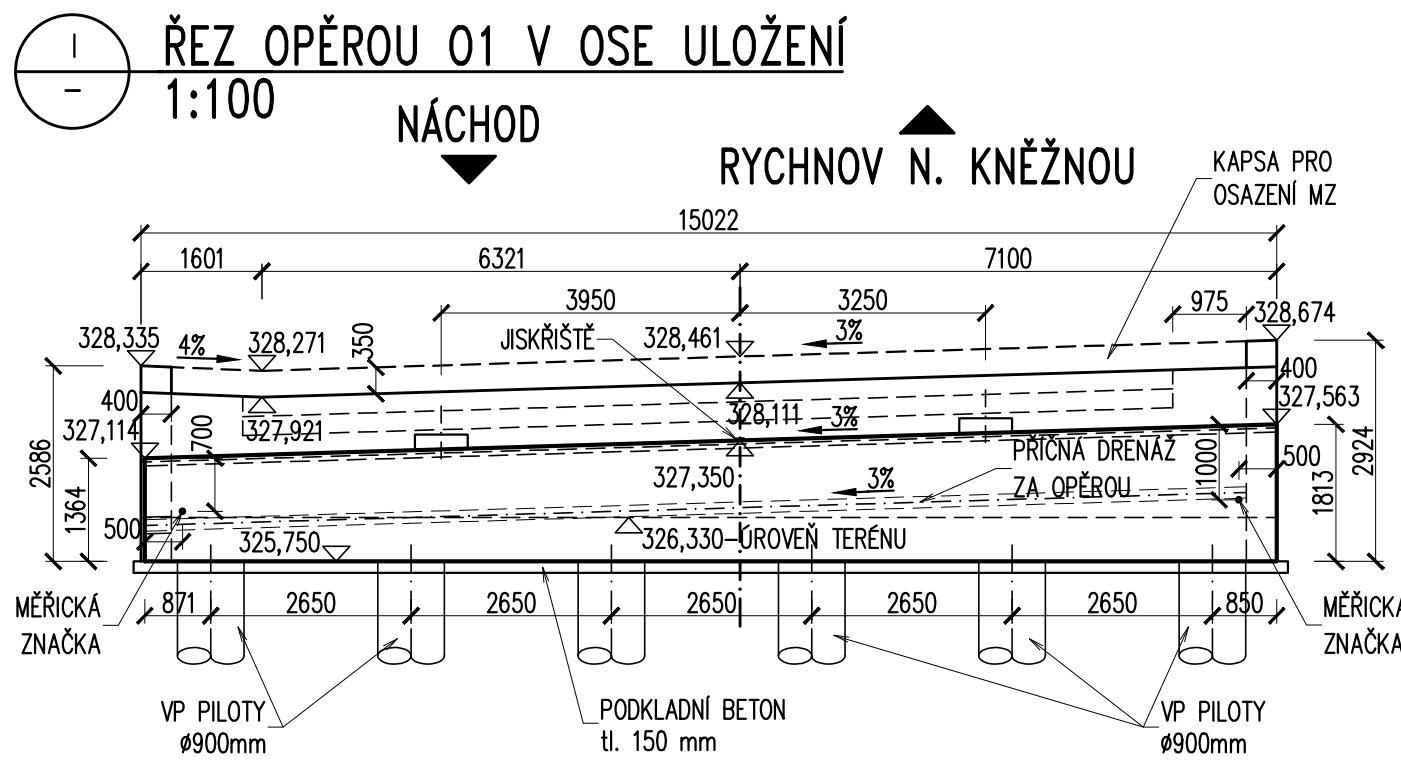 ŘEZ OPĚROU O1 V OSE ULOŽENÍ
1:100
NÁCHOD
RYCHNOV N. KNĚŽNOU
KAPSA PRO
OSAZENÍ MZ
15022
1601
6321
7100
3950
3250
975
328,335
4%
328,271
350
JISKŘIŠTĚ
328,461
3%
328,674
400
400
327,114
700
327,921
328,111
3%
327,563
2586
1364
327,350
PŘÍČNÁ DRENÁŽ
ZA OPĚROU
3%
1000
500
1813
2924
500
325,750
326,330-ÚROVEŇ TERÉNU
MĚŘICKÁ
ZNAČKA
871
2650
2650
2650
2650
2650
850
MĚŘICKÁ
ZNAČKA
VP PILOTY
ø900mm
PODKLADNÍ BETON
tl. 150 mm
VP PILOTY
ø900mm